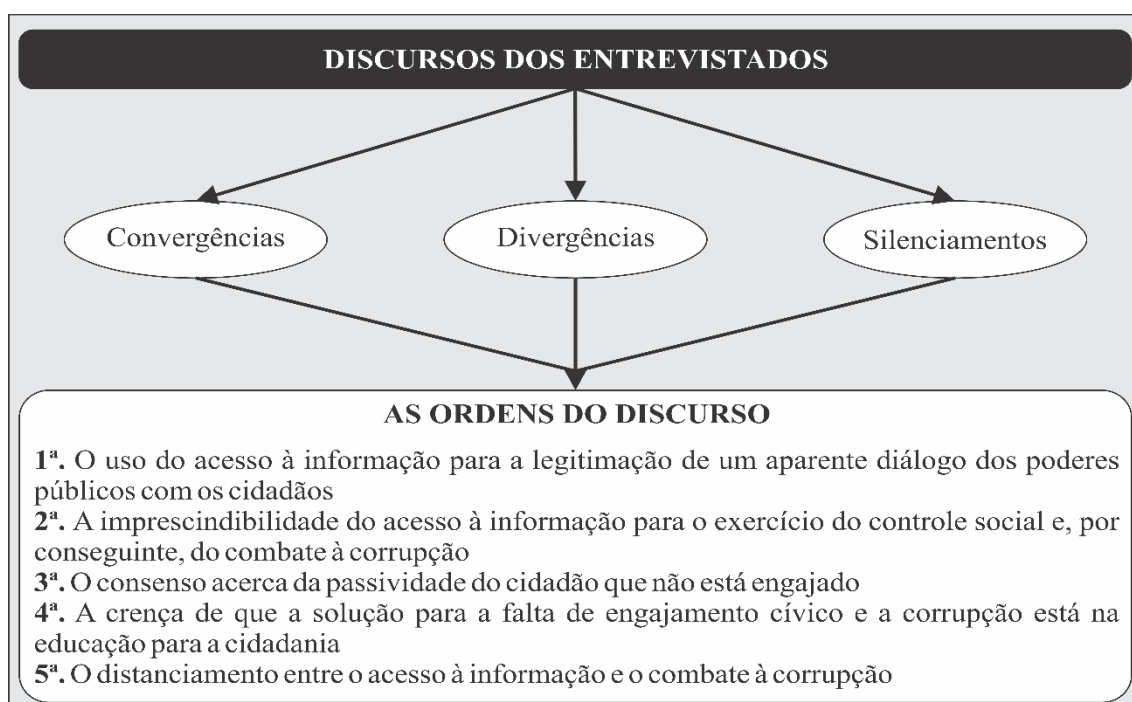 DISCURSOS DOS ENTREVISTADOS
Convergências
Divergências
Silenciamentos
AS ORDENS DO DISCURSO
1ª. O uso do acesso à informação para a legitimação de um aparente diálogo dos poderes
públicos com os cidadãos
2ª. A imprescindibilidade do acesso à informação para o exercício do controle social e, por
conseguinte, do combate à corrupção
3ª. O consenso acerca da passividade do cidadão que não está engajado
4ª. A crença de que a solução para a falta de engajamento cívico e a corrupção está na
educação para a cidadania
5ª. O distanciamento entre o acesso à informação e o combate à corrupção